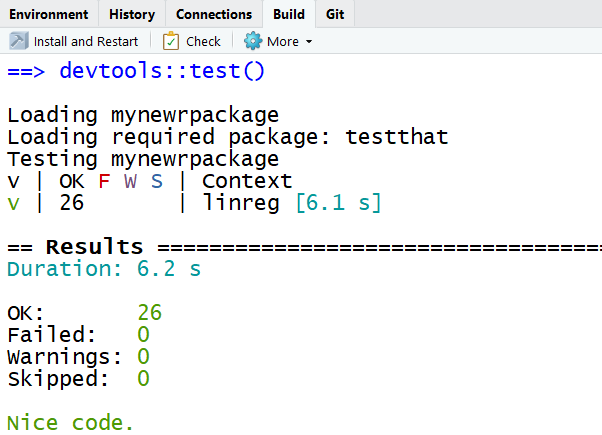 Environment History Connections Build Git
Install and Restart Check More
==> devtools::test()
Loading mynewrpackage
Loading required package: testthat
Testing mynewrpackage
v | OK F W S | Context
v | 26       | linreg [6.1 s]
== Results ==================================
Duration: 6.2 s
OK:       26
Failed:   0
Warnings: 0
Skipped:  0
Nice code.